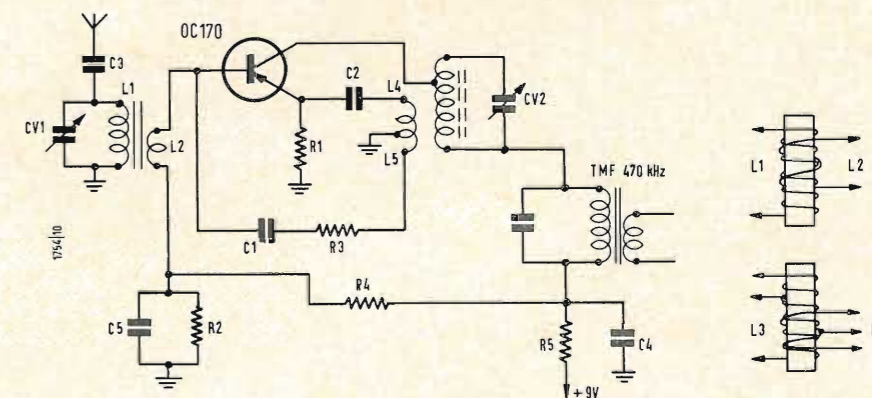 OC170
C3
L1
CV1
L2
C2
L4
CV2
R1
L5
TMF 470 kHz
L1
L2
1754|10
C1
R3
R4
L3
C5
R2
R5
C4
+9V